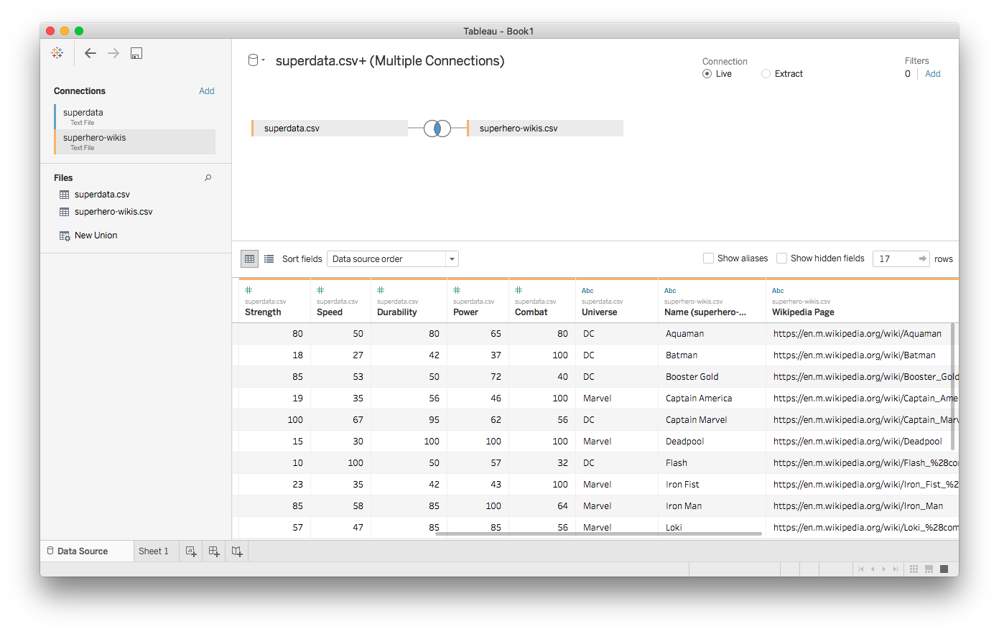 Tableau - Book1
superdata.csv+ (Multiple Connections)
Connection
Live
Extract
Filters
0
Add
Connections
Add
superdata
Text File
superhero-wikis
Text File
superdata.csv
superhero-wikis.csv
Files
superdata.csv
superhero-wikis.csv
New Union
Sort fields
Data source order
Show aliases
Show hidden fields
17
rows
Abc Abc Abc
superdata.csv superdata.csv superdata.csv superdata.csv superdata.csv superdata.csv superhero-wikis.csv superhero-wikis.csv
Strength Speed Durability Power Combat Universe Name (superhero-... Wikipedia Page
80 50 80 65 80 DC Aquaman https://en.m.wikipedia.org/wiki/Aquaman
18 27 42 37 100 DC Batman https://en.m.wikipedia.org/wiki/Batman
85 53 50 72 40 DC Booster Gold https://en.m.wikipedia.org/wiki/Booster_Gold
19 35 56 46 100 Marvel Captain America https://en.m.wikipedia.org/wiki/Captain_Ame
100 67 95 62 56 DC Captain Marvel https://en.m.wikipedia.org/wiki/Captain_Marv
15 30 100 100 100 Marvel Deadpool https://en.m.wikipedia.org/wiki/Deadpool
10 100 50 57 32 DC Flash https://en.m.wikipedia.org/wiki/Flash_%28co
23 35 42 43 100 Marvel Iron Fist https://en.m.wikipedia.org/wiki/Iron_Fist_%2
85 58 85 100 64 Marvel Iron Man https://en.m.wikipedia.org/wiki/Iron_Man
57 47 85 85 56 Marvel Loki https://en.m.wikipedia.org/wiki/Loki_%28com
Data Source
Sheet 1